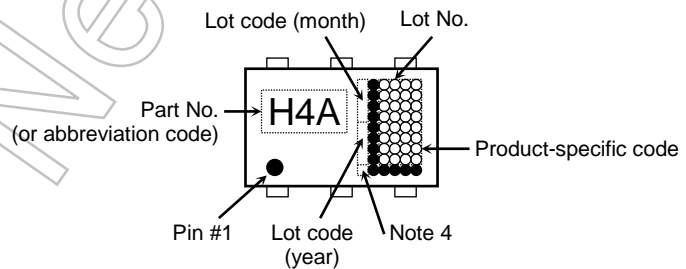 Lot code (month)
Lot No.
Part No.
(or abbreviation code)
H4A
Product-specific code
Pin #1
Lot code
(year)
Note 4